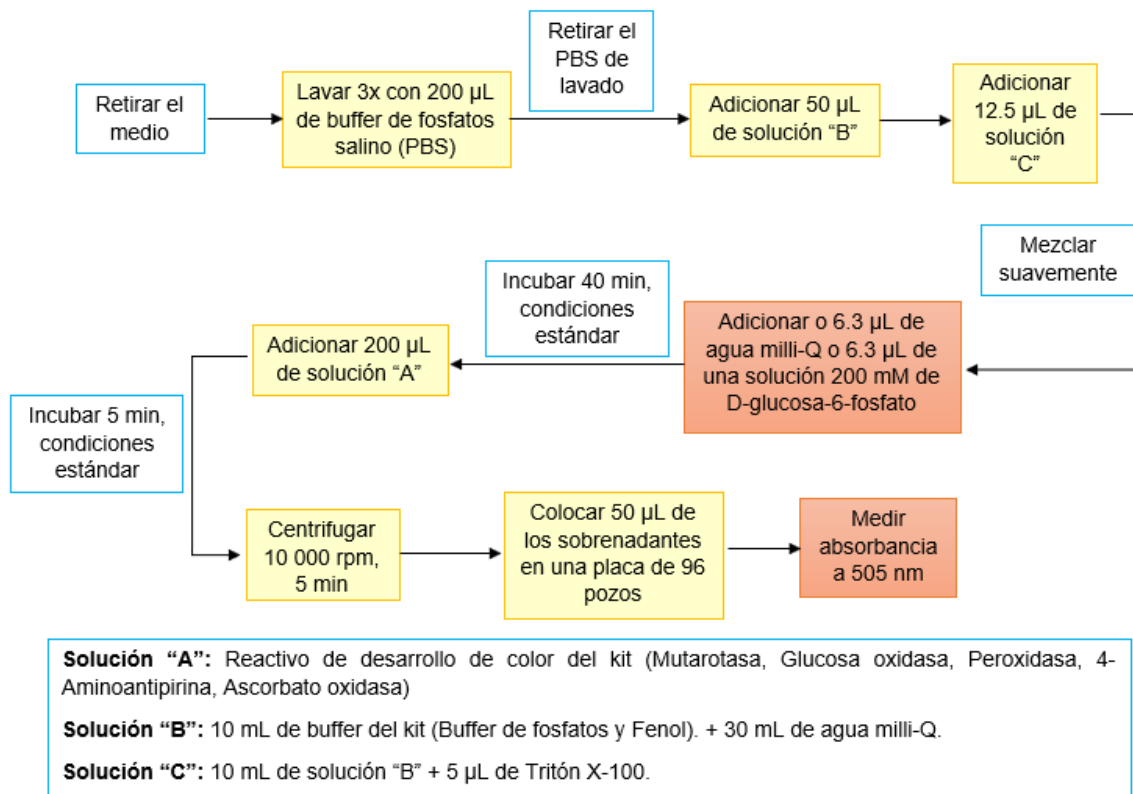 Retirar el
medio
Lavar 3x con 200 µL
de buffer de fosfatos
salino (PBS)
Retirar el
PBS de
lavado
Adicionar 50 µL
de solución “B”
Adicionar
12.5 µL de
solución
“C”
Mezclar
suavemente
Adicionar o 6.3 µL de
agua milli-Q o 6.3 µL de
una solución 200 mM de
D-glucosa-6-fosfato
Incubar 40 min,
condiciones
estándar
Adicionar 200 µL
de solución “A”
Incubar 5 min,
condiciones
estándar
Centrifugar
10 000 rpm,
5 min
Colocar 50 µL de
los sobrenadantes
en una placa de 96
pozos
Medir
absorbancia
a 505 nm
Solución “A”: Reactivo de desarrollo de color del kit (Mutarotasa, Glucosa oxidasa, Peroxidasa, 4-
Aminoantipirina, Ascorbato oxidasa)
Solución “B”: 10 mL de buffer del kit (Buffer de fosfatos y Fenol). + 30 mL de agua milli-Q.
Solución “C”: 10 mL de solución “B” + 5 µL de Tritón X-100.